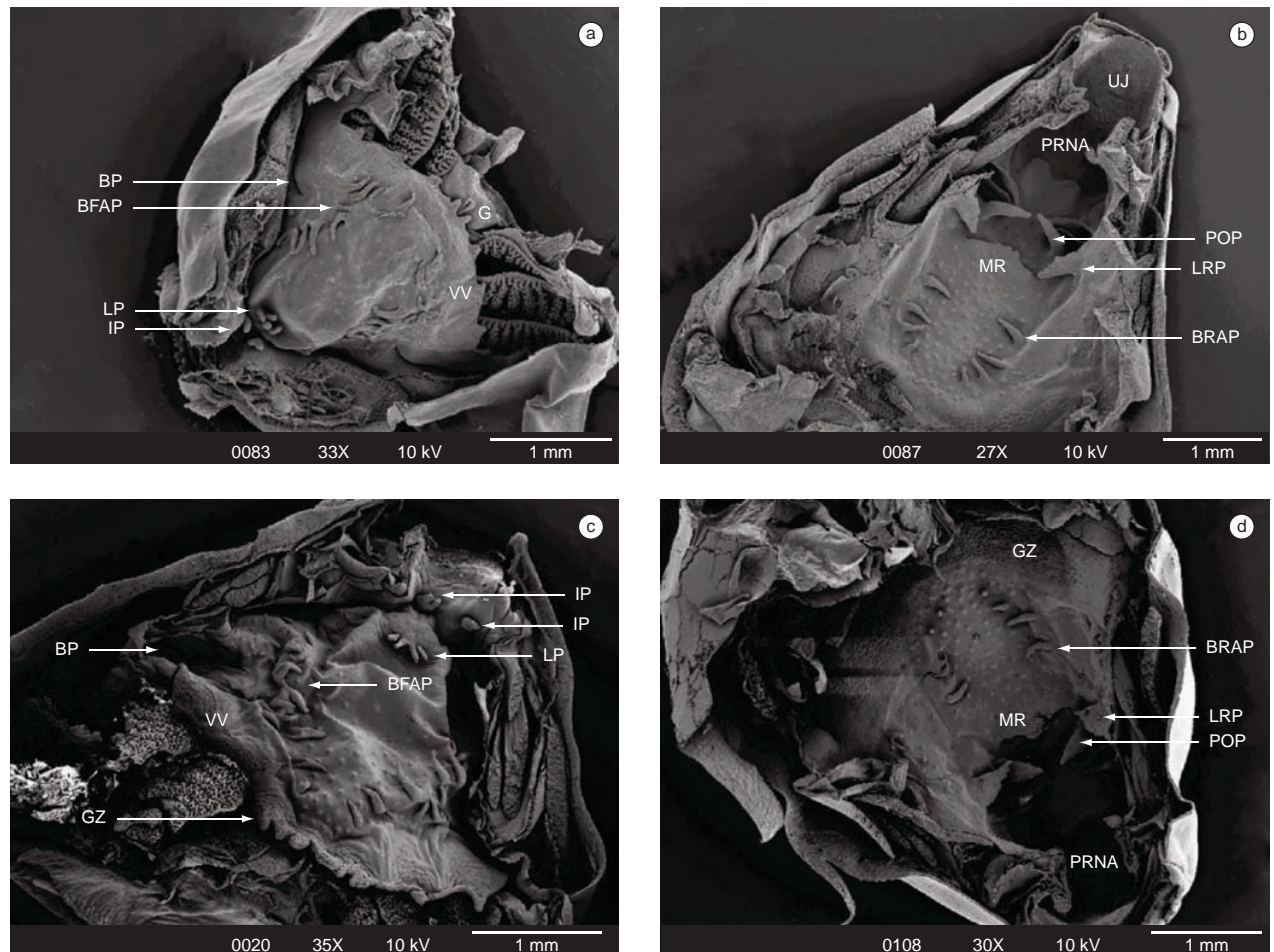 a
BP
BFAP
G
LP
IP
VV
0083 33X 10 kV 1 mm
b
UJ
PRNA
POP
MR
LRP
BRAP
0087 27X 10 kV 1 mm
c
IP
IP
BP
LP
BFAP
VV
GZ
0020 35X 10 kV 1 mm
d
GZ
BRAP
LRP
MR
POP
PRNA
0108 30X 10 kV 1 mm